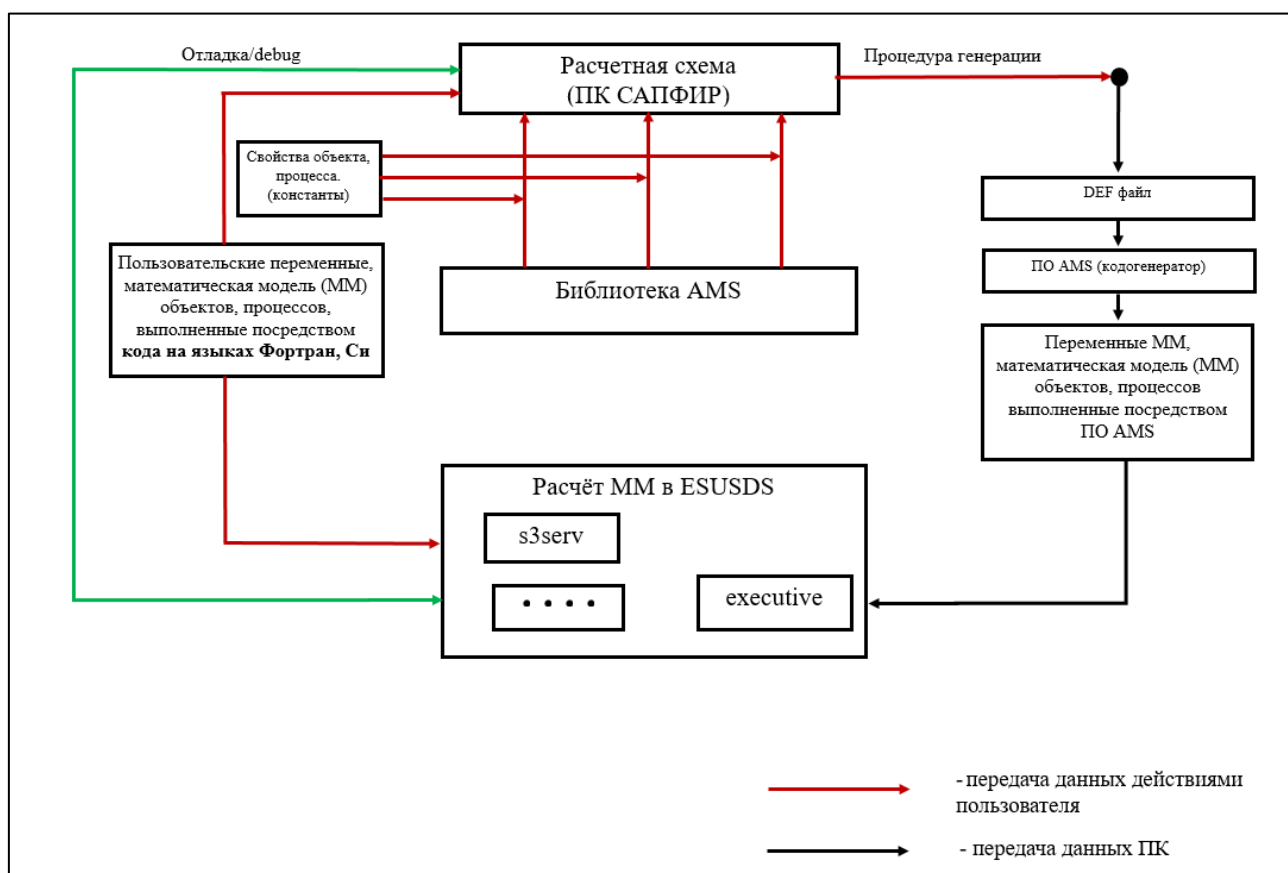 Отладка/debug
Расчетная схема
(ПК САПФИР)
Процедура генерации
Свойства объекта,
процесса.
(константы)
DEF файл
Пользовательские переменные,
математическая модель (ММ)
объектов, процессов,
выполненные посредством
кода на языках Фортран, Си
Библиотека AMS
ПО AMS (кодогенератор)
Переменные ММ,
математическая модель (ММ)
объектов, процессов
выполненные посредством
ПО AMS
Расчёт ММ в ESUSDS
s3serv
• • • •
executive
- передача данных действиями
пользователя
- передача данных ПК